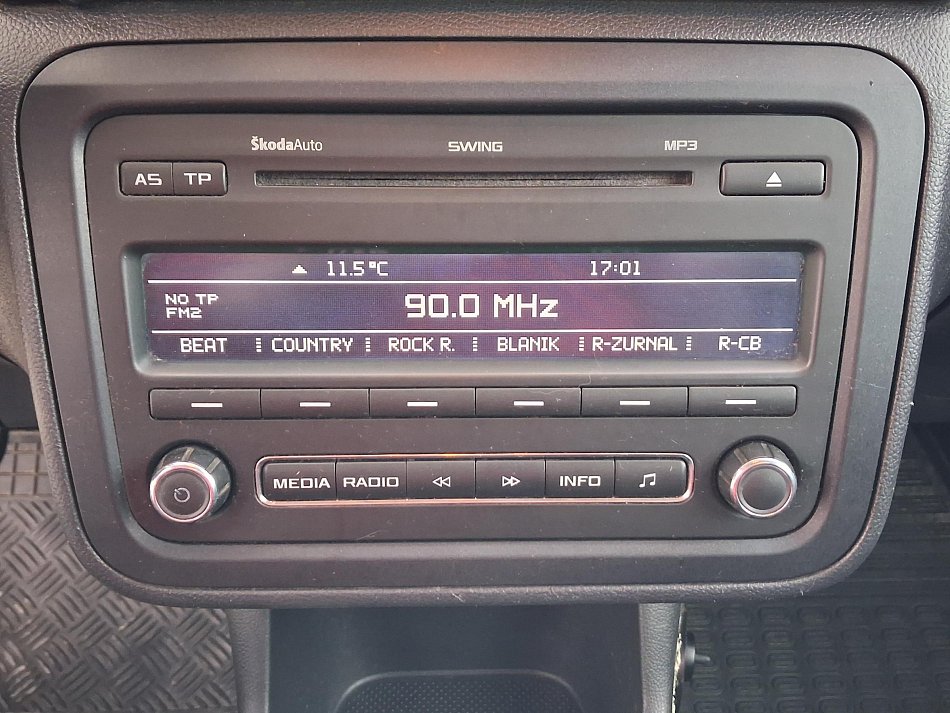 ŠkodaAuto SWING MP3
AS TP
11.5°C 17:01
NO TP
FM2
90.0 MHz
BEAT COUNTRY ROCK R. BLANIK R-ZURNAL R-CB
MEDIA RADIO INFO